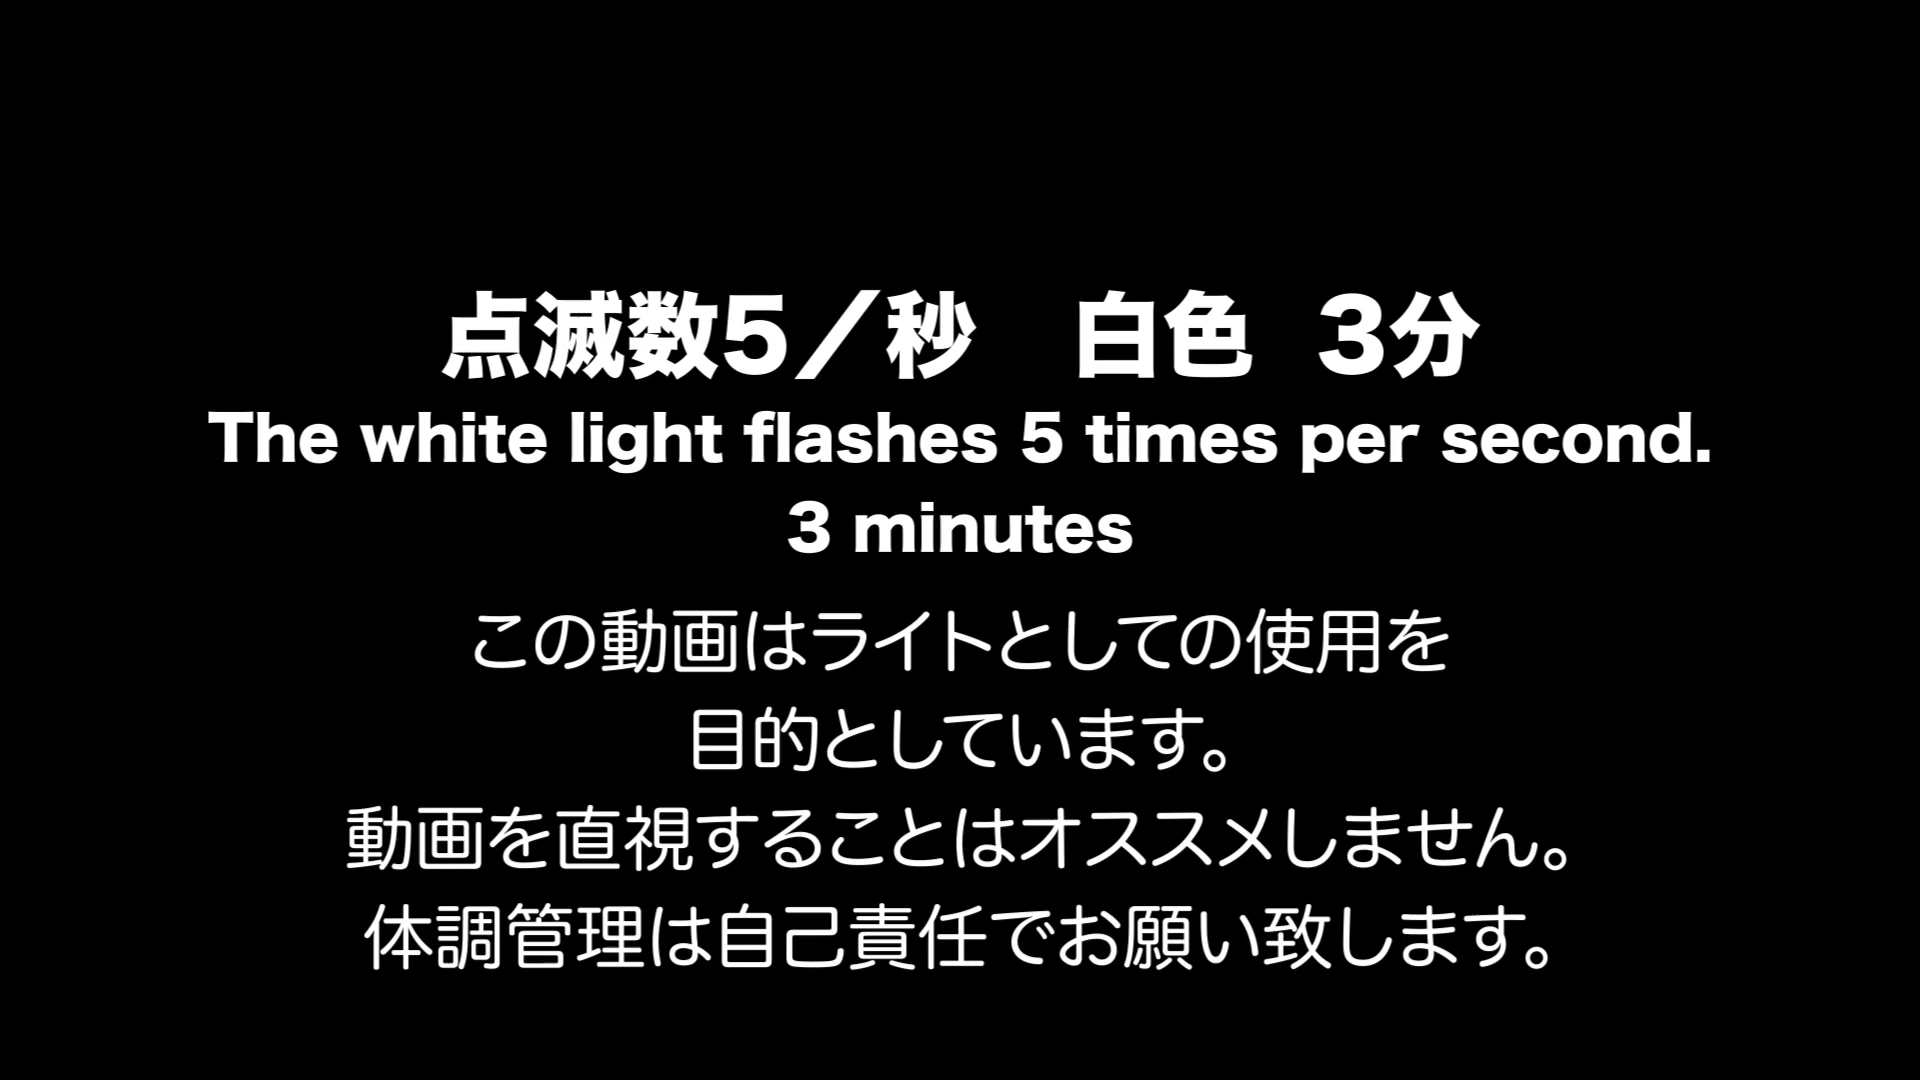 点滅数5／秒　白色　3分
The white light flashes 5 times per second.
3 minutes
この動画はライトとしての使用を
目的としています。
動画を直視することはオススメしません。
体調管理は自己責任でお願い致します。